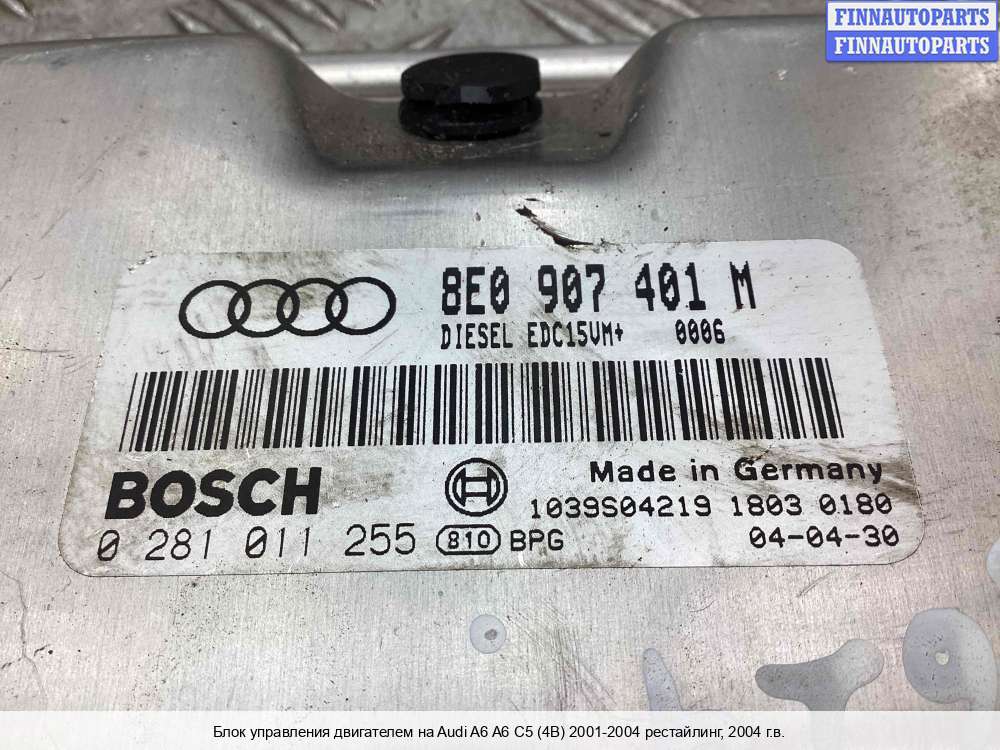 FINNAUTOPARTS
FINNAUTOPARTS
8E0 907 401 M
DIESEL EDC15VM+ 0006
BOSCH
Made in Germany
1039S04219 1803 0180
0 281 011 255 810 BPG 04-04-30
Блок управления двигателем на Audi A6 A6 C5 (4B) 2001-2004 рестайлинг, 2004 г.в.